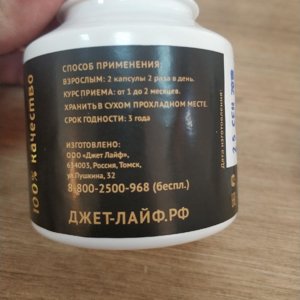 СПОСОБ ПРИМЕНЕНИЯ:
ВЗРОСЛЫМ: 2 капсулы 2 раза в день.
КУРС ПРИЕМА: от 1 до 2 месяцев.
ХРАНИТЬ В СУХОМ ПРОХЛАДНОМ МЕСТЕ.
СРОК ГОДНОСТИ: 3 года
ИЗГОТОВЛЕНО:
ООО «Джет Лайф»,
634003, Россия, Томск,
ул.Пушкина, 32
8-800-2500-968 (беспл.)
ДЖЕТ-ЛАЙФ.РФ
100% качество
Дата изготовления: